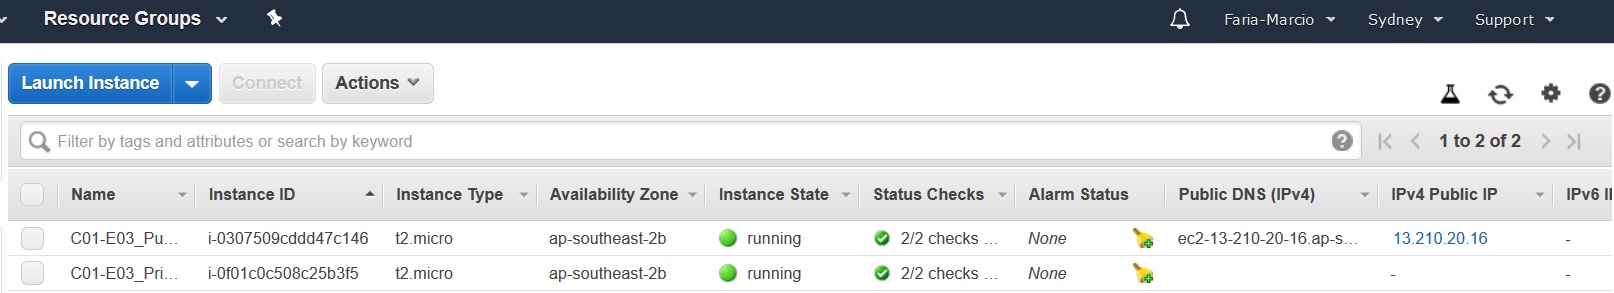 Resource Groups Faria-Marcio Sydney Support
Launch Instance Connect Actions
Filter by tags and attributes or search by keyword 1 to 2 of 2
Name Instance ID Instance Type Availability Zone Instance State Status Checks Alarm Status Public DNS (IPv4) IPv4 Public IP IPv6 I
C01-E03_Pu... i-0307509cddd47c146 t2.micro ap-southeast-2b running 2/2 checks ... None ec2-13-210-20-16.ap-s... 13.210.20.16 -
C01-E03_Pri... i-0f01c0c508c25b3f5 t2.micro ap-southeast-2b running 2/2 checks ... None - -